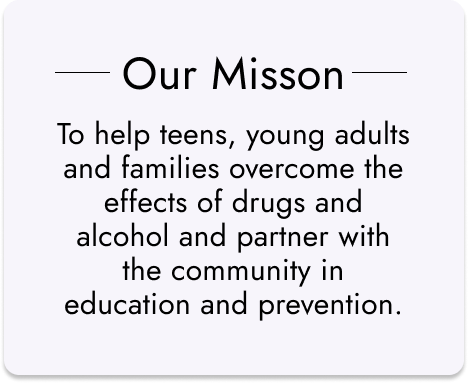 Our Misson
To help teens, young adults
and families overcome the
effects of drugs and
alcohol and partner with
the community in
education and prevention.